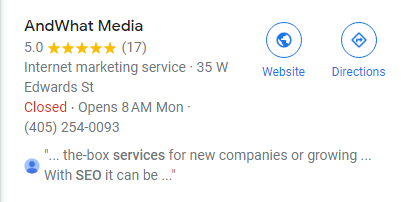 AndWhat Media
5.0 ★★★★★ (17)
Internet marketing service · 35 W
Edwards St
Closed · Opens 8 AM Mon ·
(405) 254-0093
Website
Directions
"... the-box services for new companies or growing ...
With SEO it can be ..."